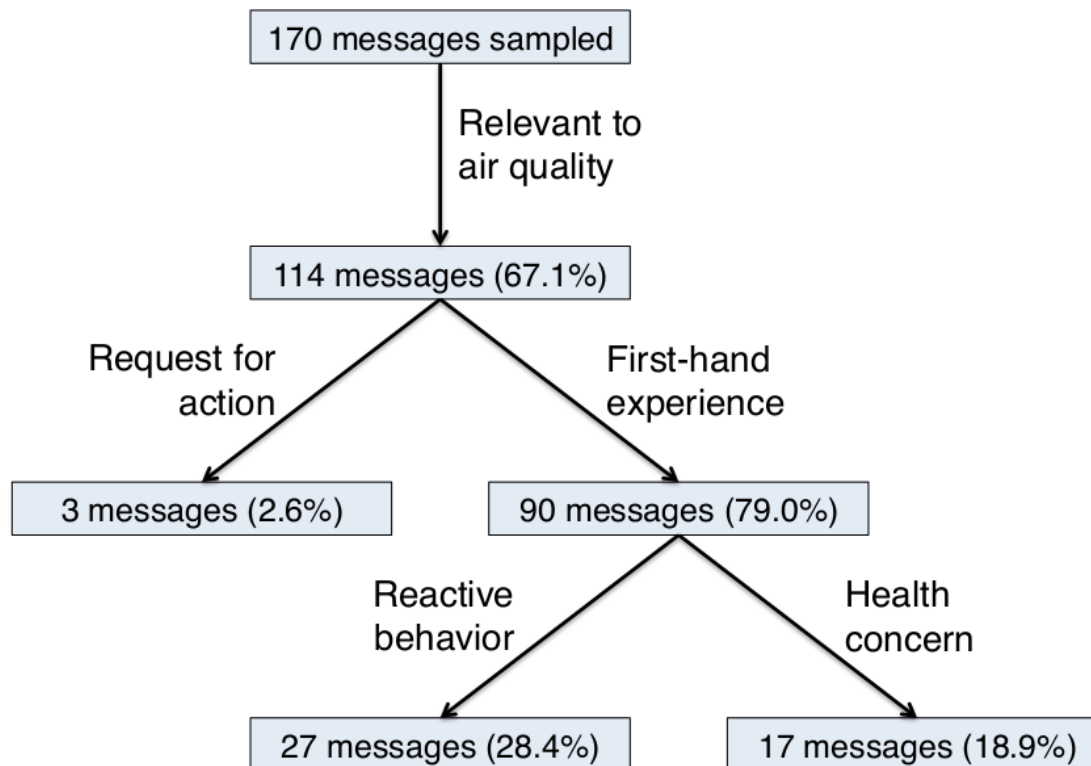 170 messages sampled
Relevant to
air quality
114 messages (67.1%)
Request for
action
First-hand
experience
3 messages (2.6%)
90 messages (79.0%)
Reactive
behavior
Health
concern
27 messages (28.4%)
17 messages (18.9%)